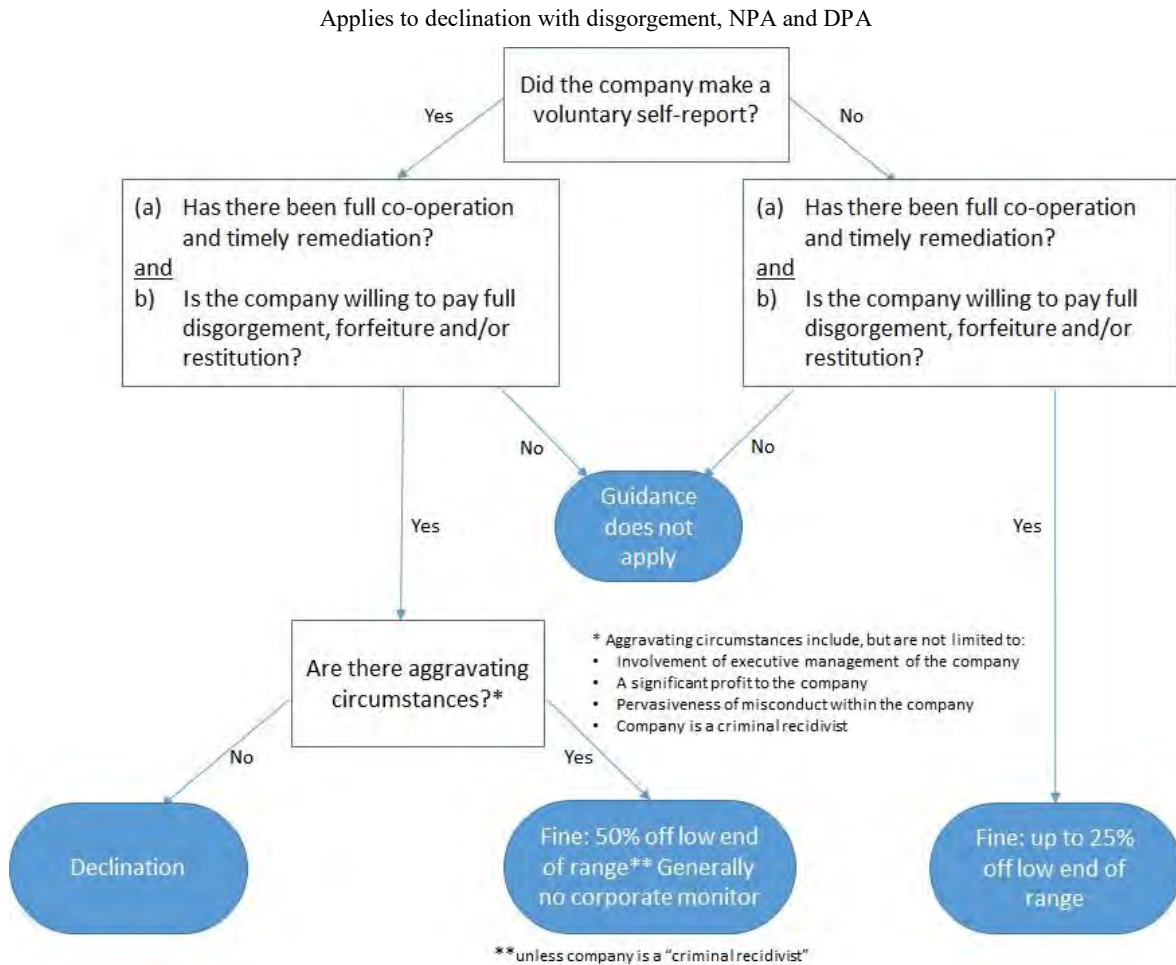 Applies to declination with disgorgement, NPA and DPA
Did the company make a
voluntary self-report?
Yes
No
(a) Has there been full co-operation
and timely remediation?
and
b) Is the company willing to pay full
disgorgement, forfeiture and/or
restitution?
(a) Has there been full co-operation
and timely remediation?
and
b) Is the company willing to pay full
disgorgement, forfeiture and/or
restitution?
No
No
Guidance
does not
apply
Yes
Yes
Are there aggravating
circumstances?*
* Aggravating circumstances include, but are not limited to:
• Involvement of executive management of the company
• A significant profit to the company
• Pervasiveness of misconduct within the company
• Company is a criminal recidivist
No
Yes
Declination
Fine: 50% off low end
of range** Generally
no corporate monitor
Fine: up to 25%
off low end of
range
**unless company is a “criminal recidivist”